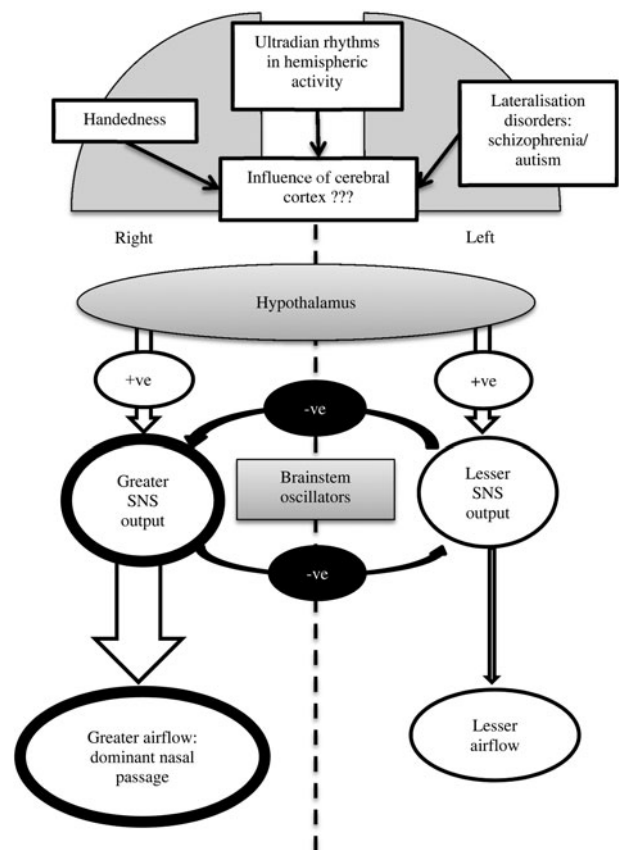 Ultradian rhythms
in hemispheric
activity
Handedness
Lateralisation
disorders:
schizophrenia/
autism
Influence of cerebral
cortex ???
Right
Left
Hypothalamus
+ve
+ve
-ve
Greater
SNS
output
Brainstem
oscillators
Lesser
SNS
output
-ve
Greater airflow:
dominant nasal
passage
Lesser
airflow